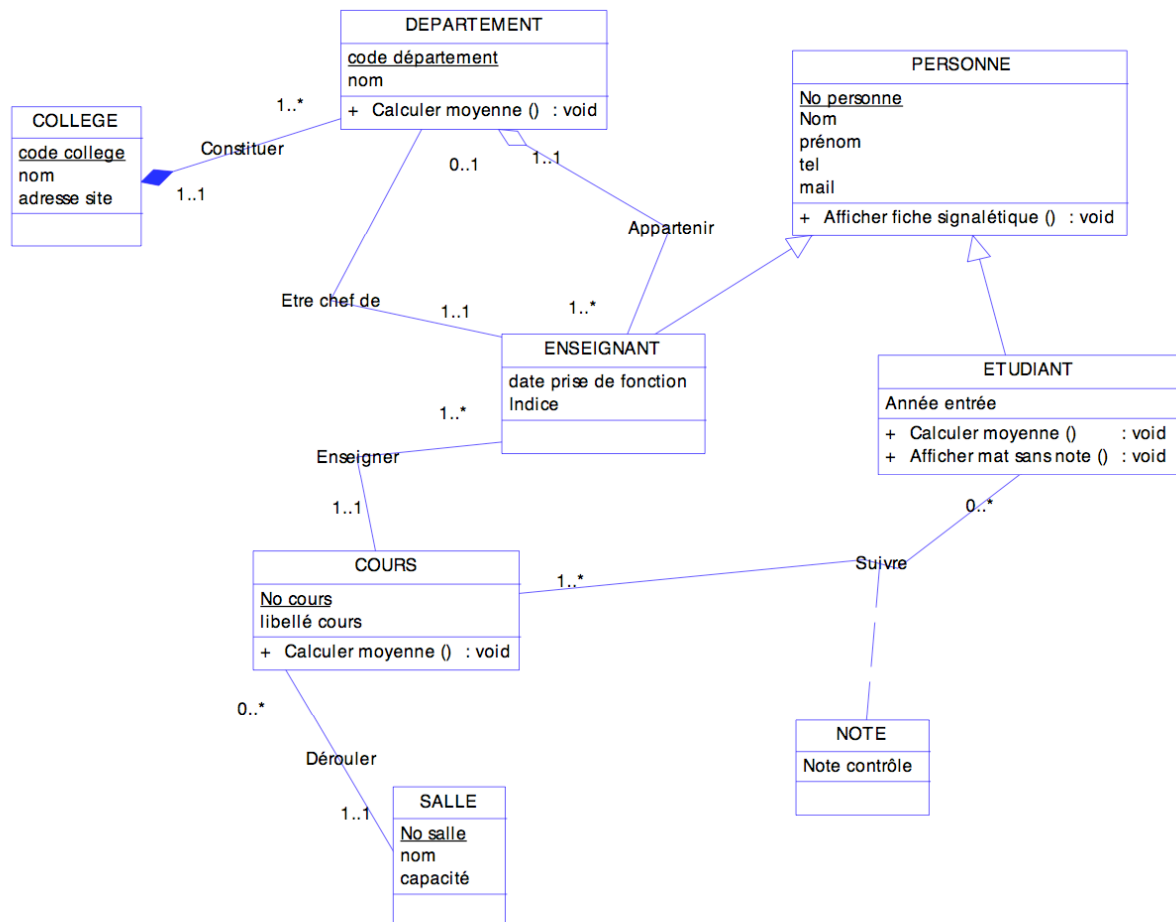 DEPARTEMENT
code département
nom
+ Calculer moyenne () : void
PERSONNE
No personne
Nom
prénom
tel
mail
+ Afficher fiche signalétique () : void
COLLEGE
code college
nom
adresse site
1..*
Constituer
1..1
0..1
1..1
Appartenir
Etre chef de
1..1
1..*
ENSEIGNANT
date prise de fonction
Indice
ETUDIANT
Année entrée
+ Calculer moyenne () : void
+ Afficher mat sans note () : void
1..*
Enseigner
1..1
0..*
Suivre
1..*
COURS
No cours
libellé cours
+ Calculer moyenne () : void
0..*
Dérouler
1..1
NOTE
Note contrôle
SALLE
No salle
nom
capacité